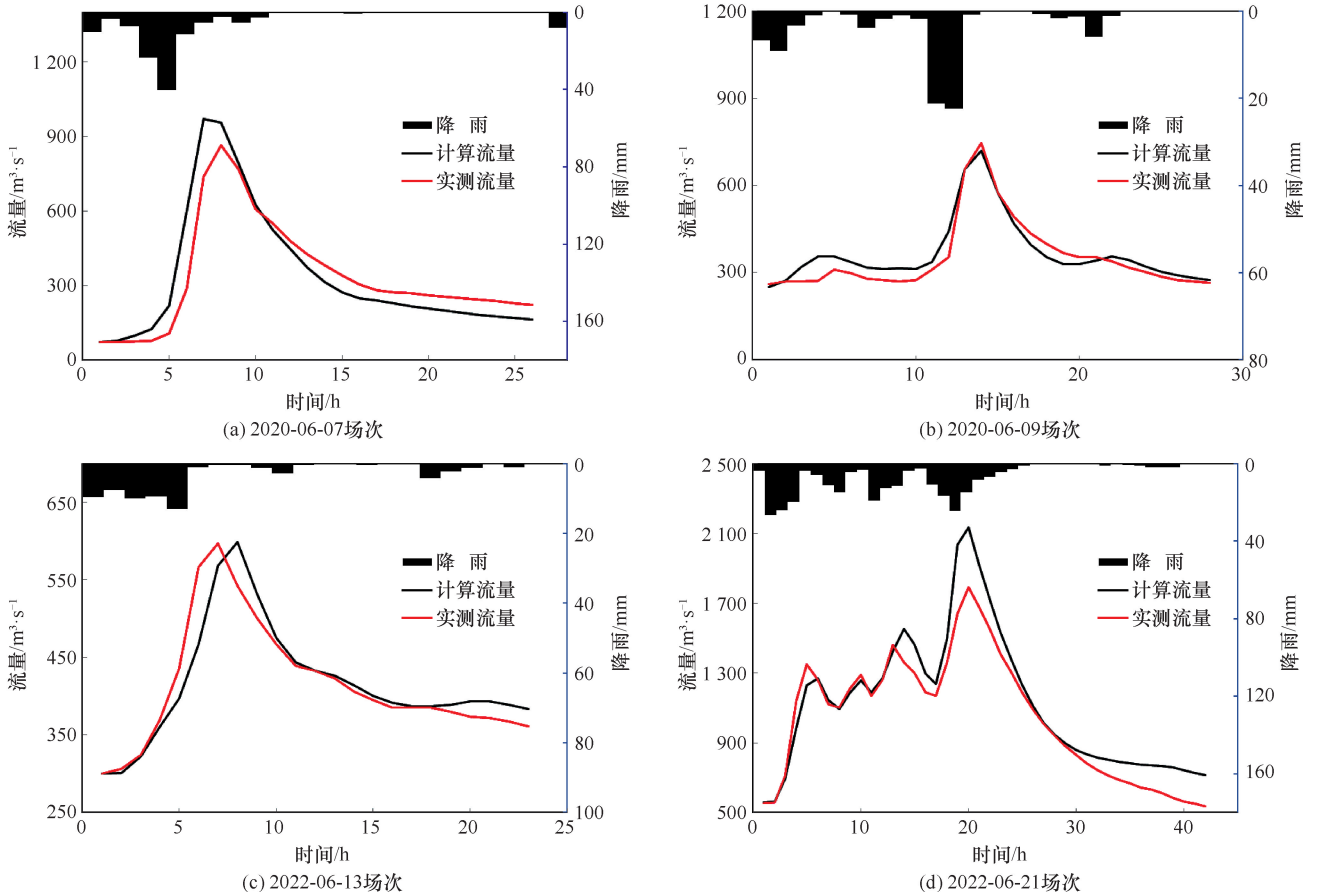 1 200
900
600
300
0
流量/m³·s⁻¹
0
40
80
120
160
降雨/mm
降 雨
计算流量
实测流量
0 5 10 15 20 25
时间/h
(a) 2020-06-07场次
1 200
900
600
300
0
流量/m³·s⁻¹
0
20
40
60
80
降雨/mm
降 雨
计算流量
实测流量
0 10 20 30
时间/h
(b) 2020-06-09场次
650
550
450
350
250
流量/m³·s⁻¹
0
20
40
60
80
100
降雨/mm
降 雨
计算流量
实测流量
0 5 10 15 20 25
时间/h
(c) 2022-06-13场次
2 500
2 100
1 700
1 300
900
500
流量/m³·s⁻¹
0
40
80
120
160
降雨/mm
降 雨
计算流量
实测流量
0 10 20 30 40
时间/h
(d) 2022-06-21场次